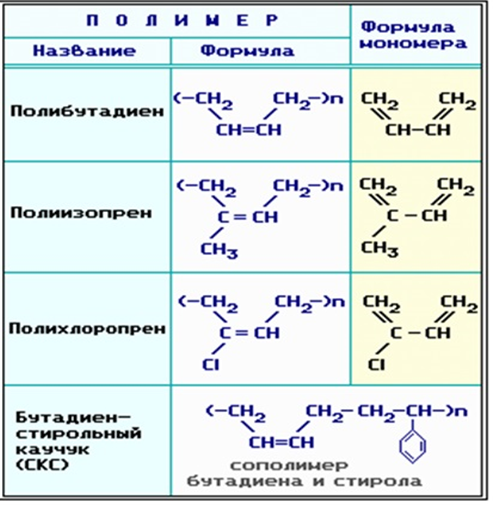 ПОЛИМЕР
Название
Формула
Формула
мономера
Полибутадиен
(–CH2 CH2–)n
CH=CH
CH2 CH2
CH–CH
Полиизопрен
(–CH2 CH2–)n
C=CH
CH3
CH2 CH2
C–CH
CH3
Полихлоропрен
(–CH2 CH2–)n
C=CH
Cl
CH2 CH2
C–CH
Cl
Бутадиен–
стирольный
каучук
(СКС)
(–CH2 CH2–CH2–CH–)n
CH=CH
сополимер
бутадиена и стирола